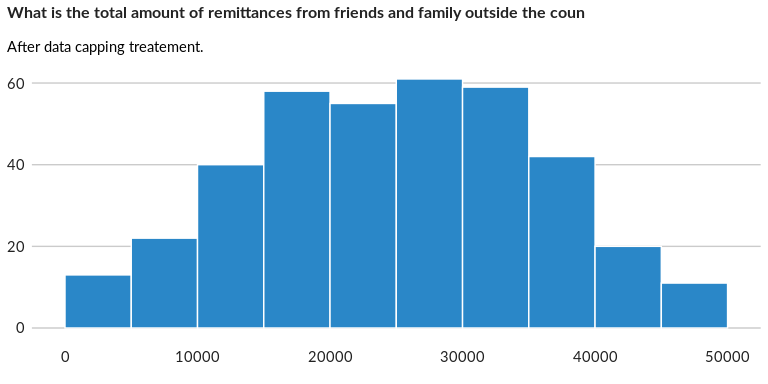 What is the total amount of remittances from friends and family outside the coun
After data capping treatement.
60
40
20
0
0 10000 20000 30000 40000 50000